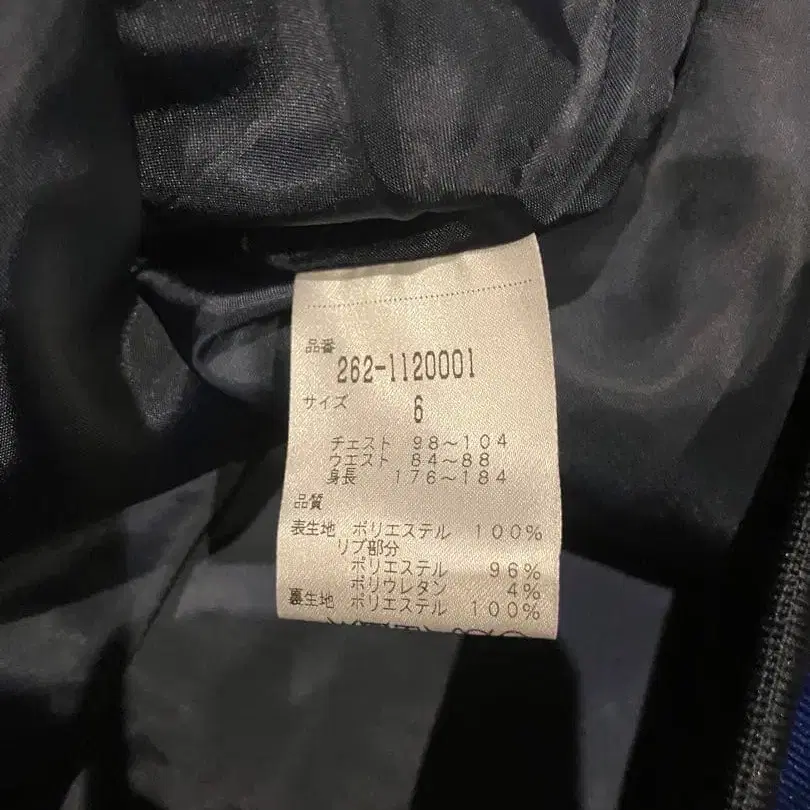 品番
262-1120001
サイズ
6
チェスト 98～104
ウエスト 84～88
身長 176～184
品質
表生地 ポリエステル 100%
リブ部分
ポリエステル 96%
ポリウレタン 4%
裏生地 ポリエステル 100%